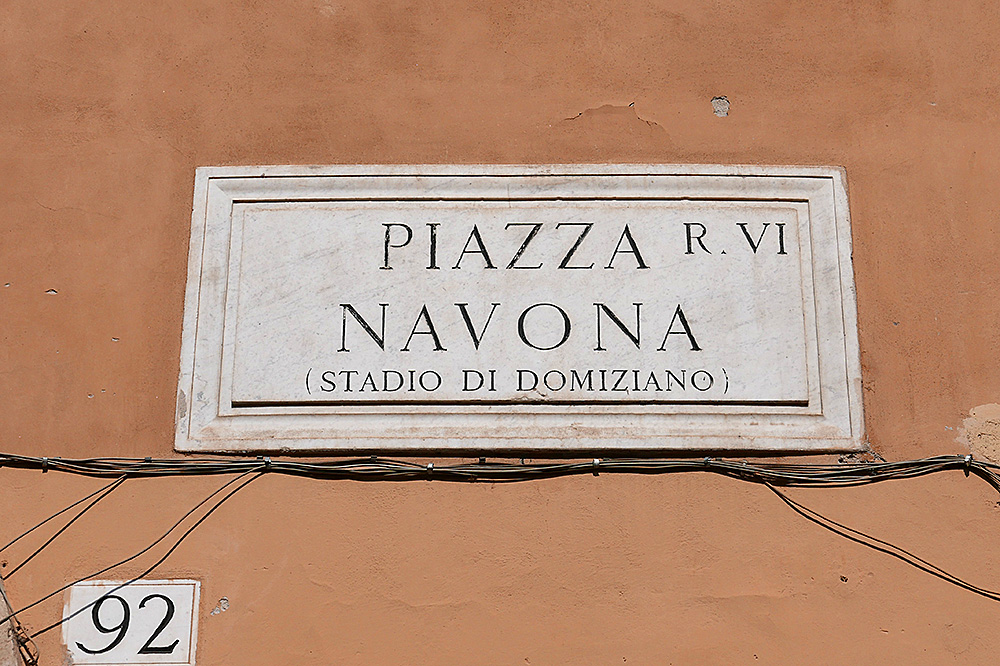 PIAZZA R. VI
NAVONA
(STADIO DI DOMIZIANO)
92